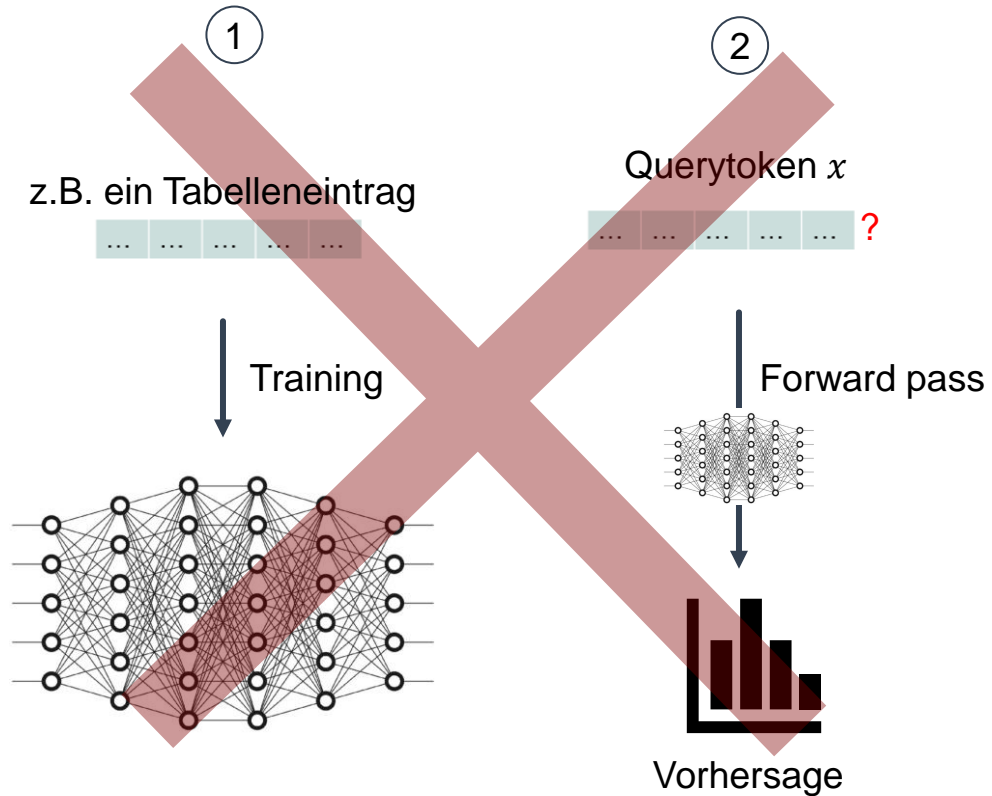 1
2
z.B. ein Tabelleneintrag
... ... ... ... ...
Querytoken 𝑥
... ... ... ... ... ?
Training
Forward pass
Vorhersage